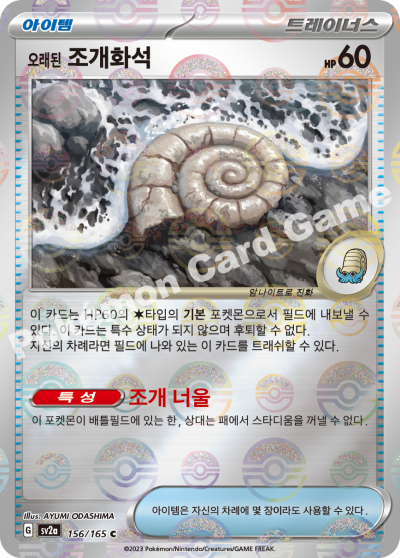 아이템
트레이너스
오래된 조개화석
HP 60
암나이트로 진화
이 카드는 HP60의 타입의 기본 포켓몬으로서 필드에 내보낼 수
있다. 이 카드는 특수 상태가 되지 않으며 후퇴할 수 없다.
자신의 차례라면 필드에 나와 있는 이 카드를 트래쉬할 수 있다.
특성 조개 너울
이 포켓몬이 배틀필드에 있는 한, 상대는 패에서 스타디움을 꺼낼 수 없다.
Illus. AYUMI ODASHIMA
G sv2a 156/165 C
아이템은 자신의 차례에 몇 장이라도 사용할 수 있다.
©2023 Pokémon/Nintendo/Creatures/GAME FREAK.
Pokémon Card Game